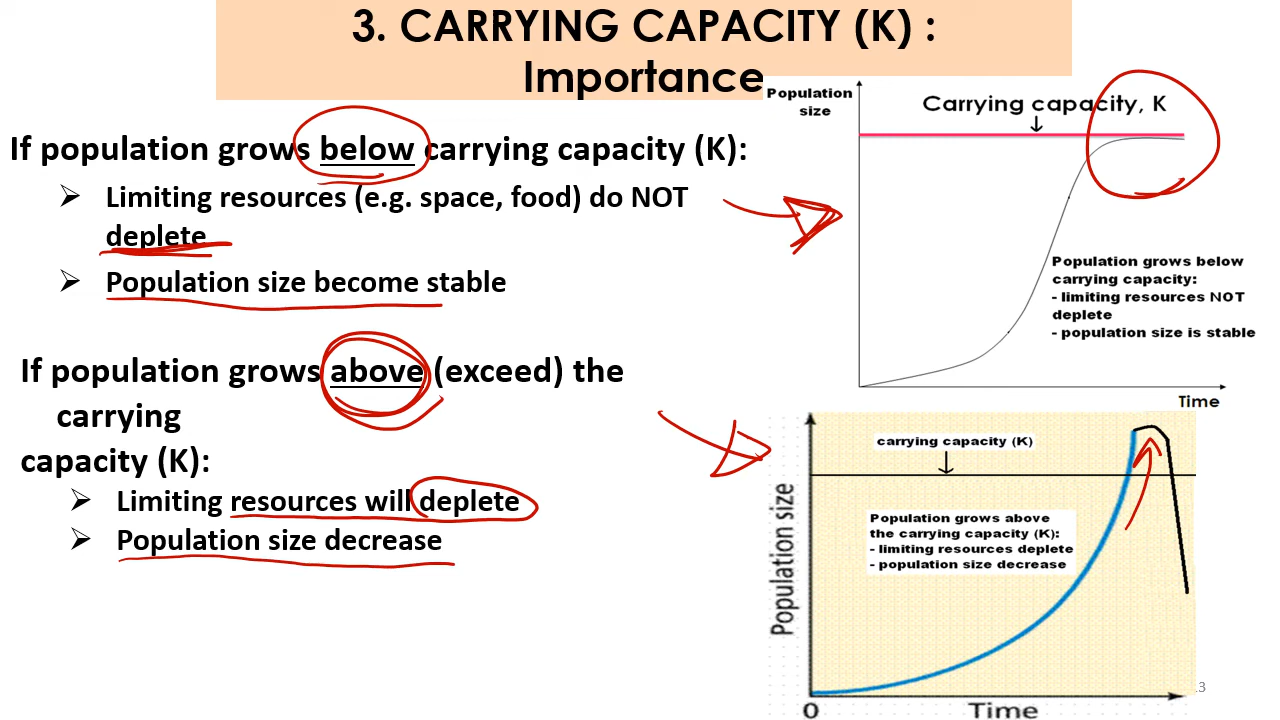 3. CARRYING CAPACITY (K) :
Importance
If population grows below carrying capacity (K):
➢ Limiting resources (e.g. space, food) do NOT
deplete
➢ Population size become stable
If population grows above (exceed) the
carrying
capacity (K):
➢ Limiting resources will deplete
➢ Population size decrease
Population
size
Carrying capacity, K
Population grows below
carrying capacity:
- limiting resources NOT
deplete
- population size is stable
Time
carrying capacity (K)
Population grows above
the carrying capacity (K):
- limiting resources deplete
- population size decrease
Population size
0
Time